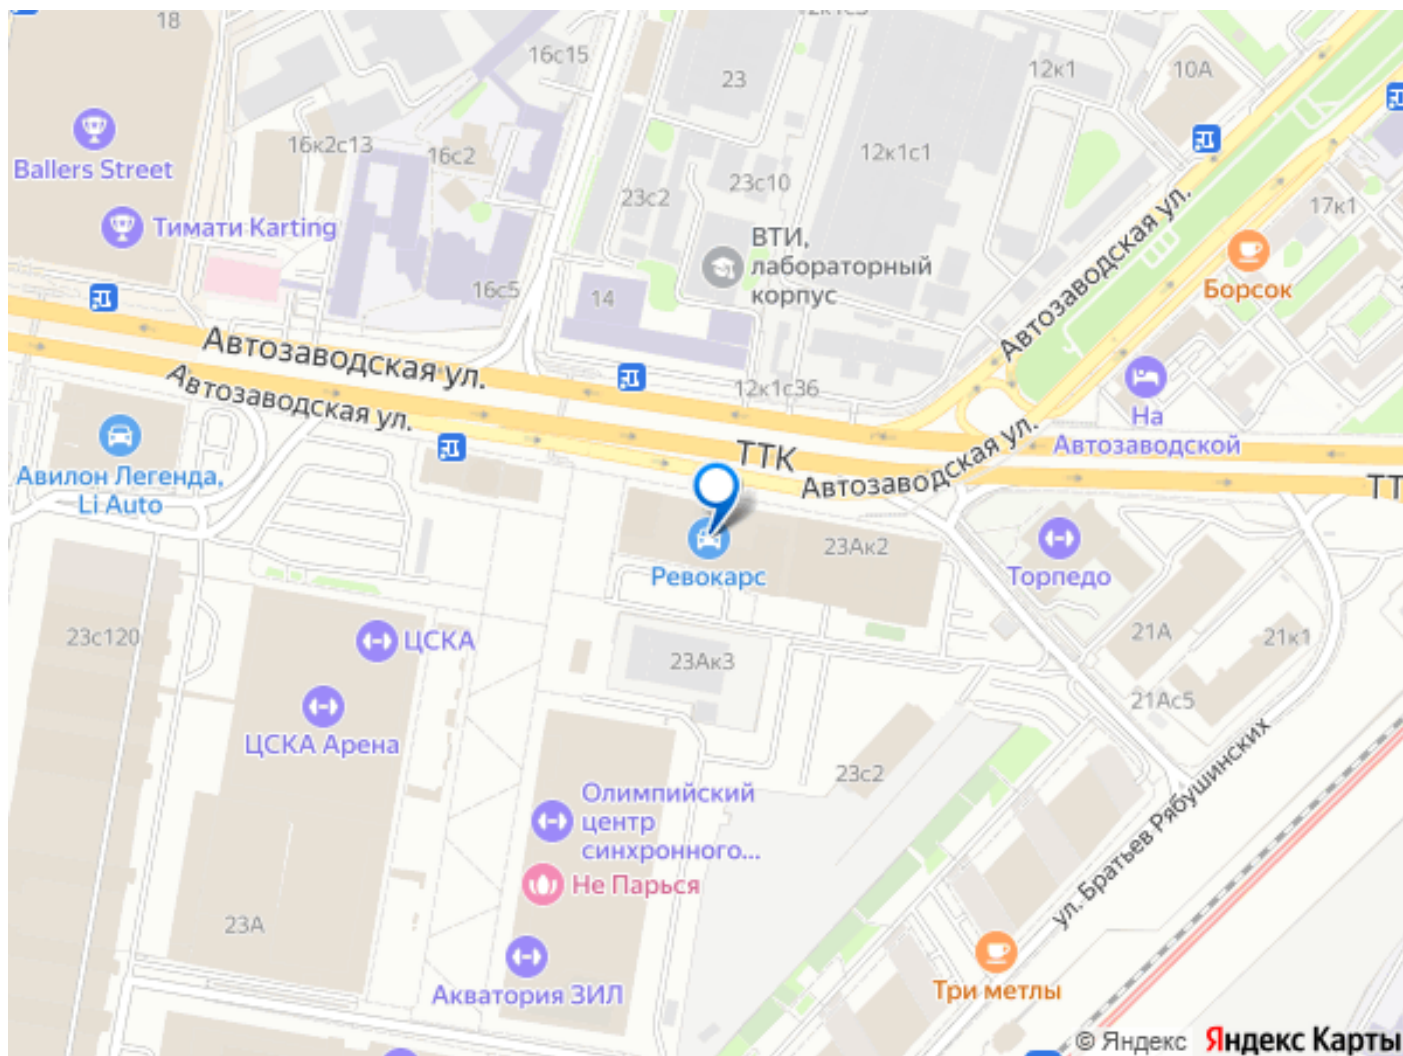 18
16с15
12к1
10А
23
Ballers Street
16к2с13
16с2
12к1с1
23с10
23с2
17к1
Тимати Karting
ВТИ,
лабораторный
корпус
Автозаводская ул.
Борсок
16с5
14
Автозаводская ул.
Автозаводская ул.
12к1с36
На
Автозаводской
ТТК
Автозаводская ул.
ТТ
Авилон Легенда,
Li Auto
23Ак2
Ревокарс
Торпедо
23с120
ЦСКА
21А
21к1
23Ак3
21Ас5
ЦСКА Арена
23с2
Олимпийский
центр
синхронного...
Не Парься
ул. Братьев Рябушинских
23А
Акватория ЗИЛ
Три метлы
© Яндекс Яндекс Карты